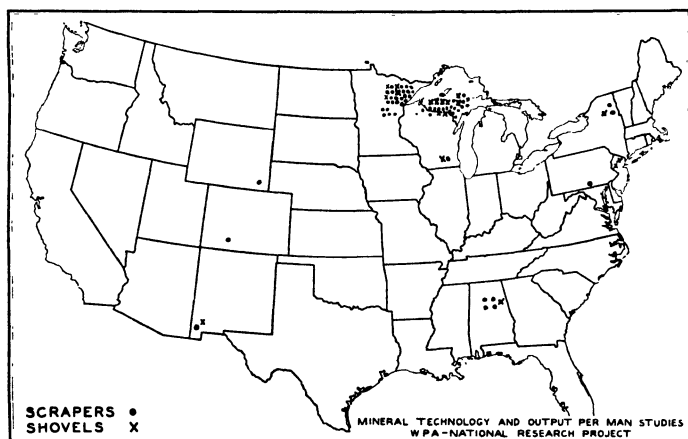 SCRAPERS ●
SHOVELS X
MINERAL TECHNOLOGY AND OUTPUT PER MAN STUDIES
WPA-NATIONAL RESEARCH PROJECT